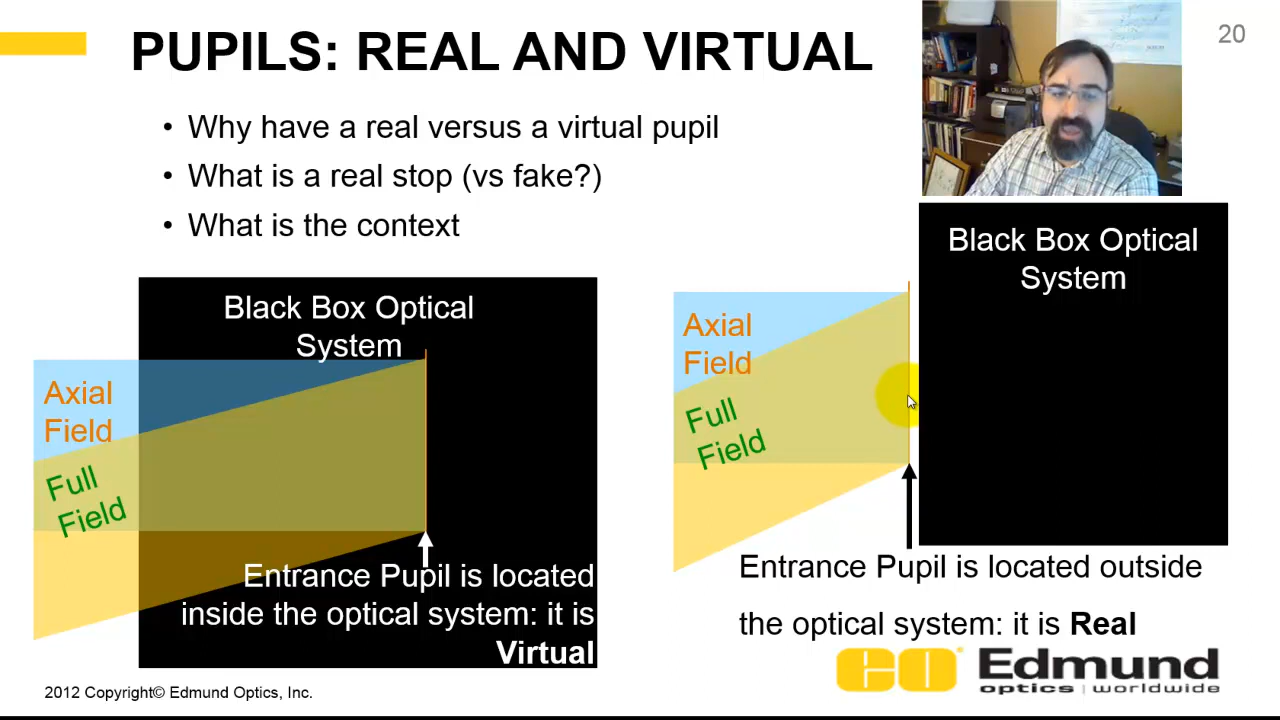 PUPILS: REAL AND VIRTUAL
20
• Why have a real versus a virtual pupil
• What is a real stop (vs fake?)
• What is the context
Black Box Optical
System
Axial
Field
Full
Field
Entrance Pupil is located
inside the optical system: it is
Virtual
Black Box Optical
System
Axial
Field
Full
Field
Entrance Pupil is located outside
the optical system: it is Real
2012 Copyright© Edmund Optics, Inc.
EO® Edmund
optics | worldwide